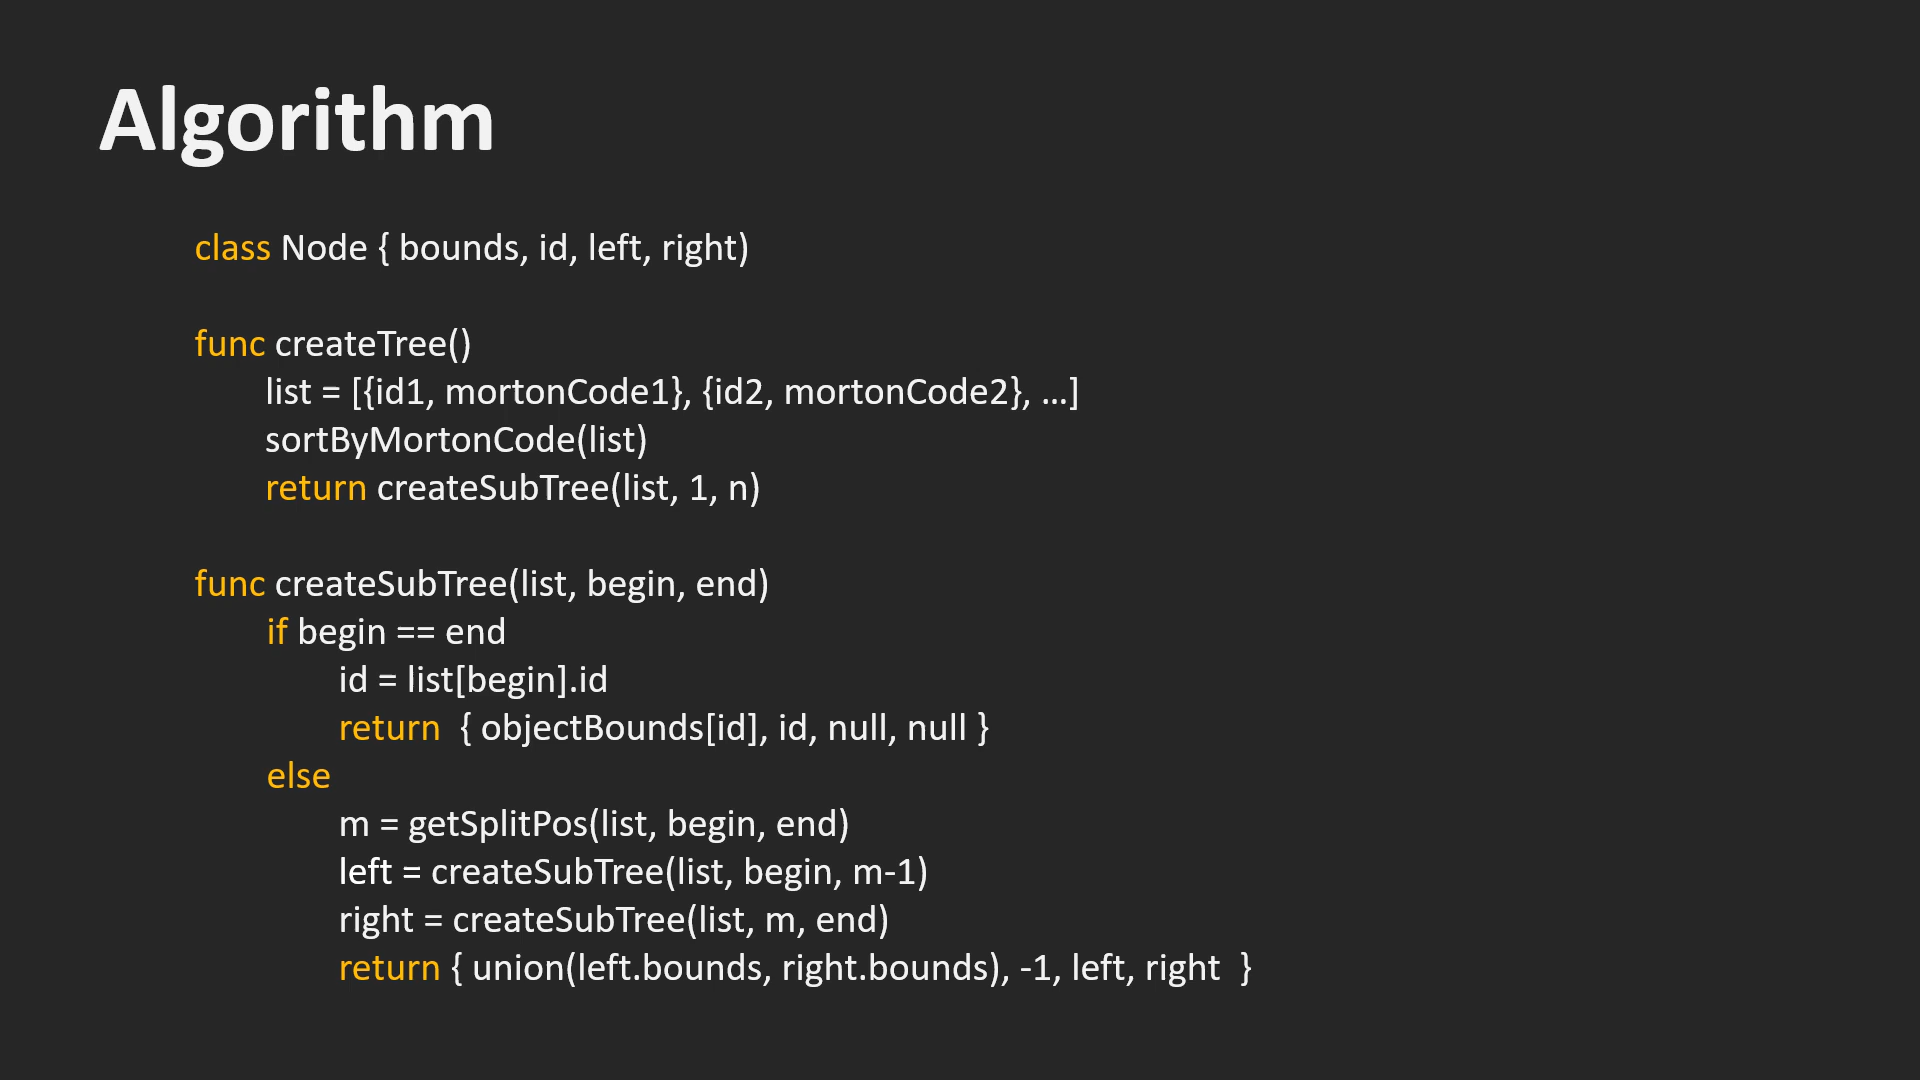 Algorithm
class Node { bounds, id, left, right)
func createTree()
list = [{id1, mortonCode1}, {id2, mortonCode2}, …]
sortByMortonCode(list)
return createSubTree(list, 1, n)
func createSubTree(list, begin, end)
if begin == end
id = list[begin].id
return  { objectBounds[id], id, null, null }
else
m = getSplitPos(list, begin, end)
left = createSubTree(list, begin, m-1)
right = createSubTree(list, m, end)
return { union(left.bounds, right.bounds), -1, left, right  }